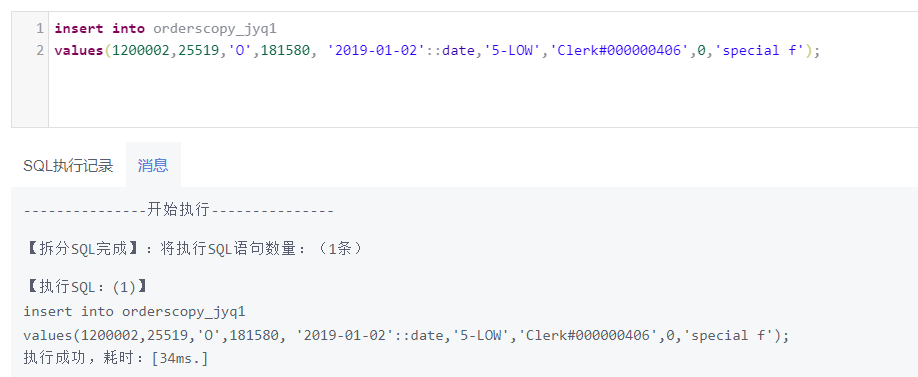 1 insert into orderscopy_jyq1
2 values(1200002,25519,'O',181580, '2019-01-02'::date,'5-LOW','Clerk#000000406',0,'special f');
SQL执行记录 消息
---------------开始执行---------------
【拆分SQL完成】：将执行SQL语句数量：（1条）
【执行SQL：(1)】
insert into orderscopy_jyq1
values(1200002,25519,'O',181580, '2019-01-02'::date,'5-LOW','Clerk#000000406',0,'special f');
执行成功，耗时：[34ms.]